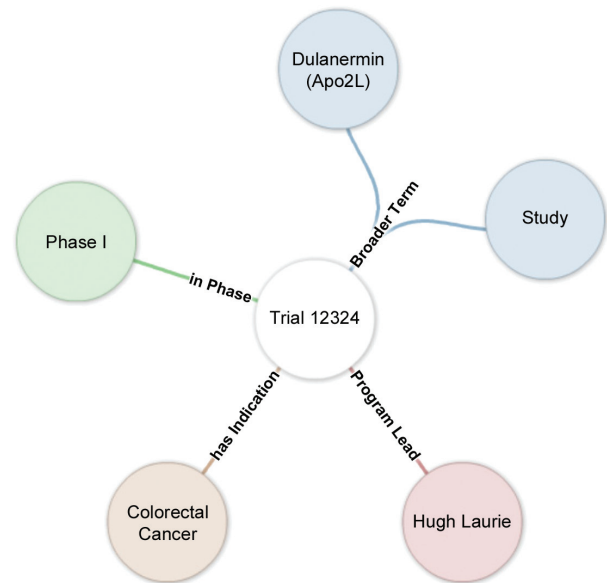 Dulanermin
(Apo2L)
Study
Broader Term
Phase I
in Phase
Trial 12324
has Indication
Program Lead
Colorectal
Cancer
Hugh Laurie